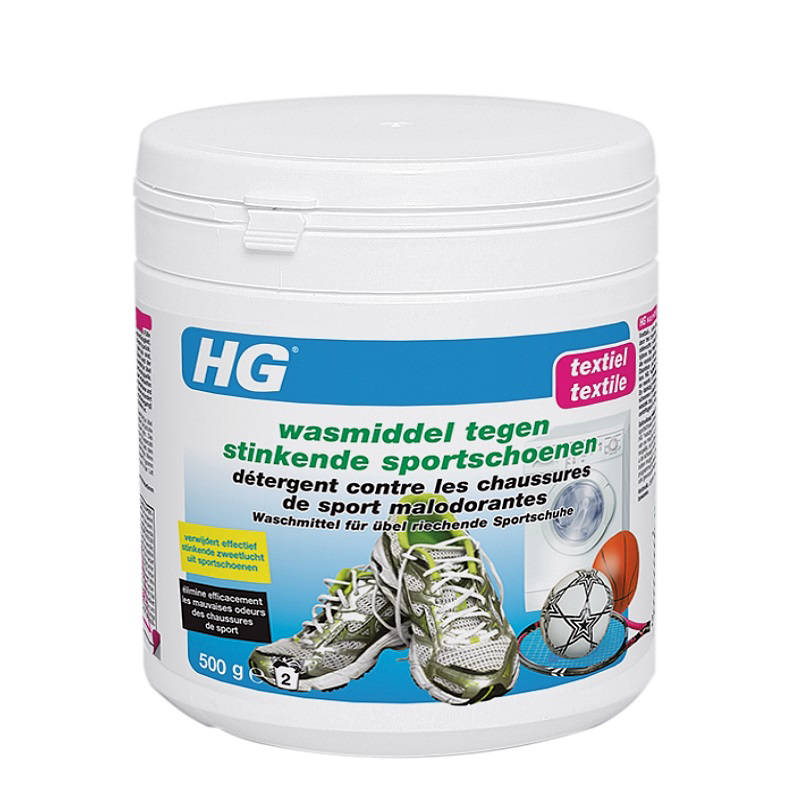 HG®
textiel
textile
wasmiddel tegen
stinkende sportschoenen
détergent contre les chaussures
de sport malodorantes
Waschmittel für übel riechende Sportschuhe
verwijdert effectief
stinkende zweetlucht
uit sportschoenen
élimine efficacement
les mauvaises odeurs
des chaussures
de sport
500 g e
2